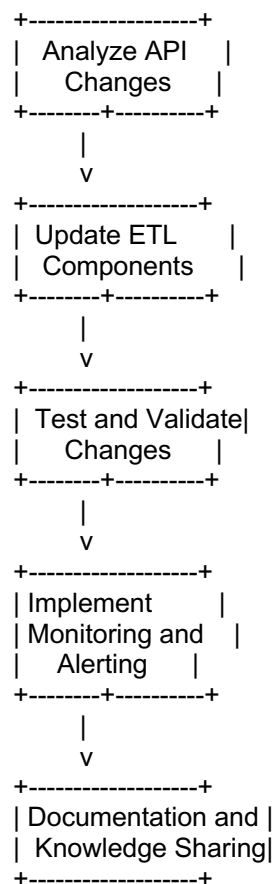 +-------------------+
|   Analyze API    |
|     Changes      |
+--------+----------+
|
v
+-------------------+
|  Update ETL       |
|   Components     |
+--------+----------+
|
v
+-------------------+
|  Test and Validate|
|     Changes      |
+--------+----------+
|
v
+-------------------+
| Implement        |
| Monitoring and    |
|     Alerting      |
+--------+----------+
|
v
+-------------------+
| Documentation and |
|  Knowledge Sharing|
+-------------------+